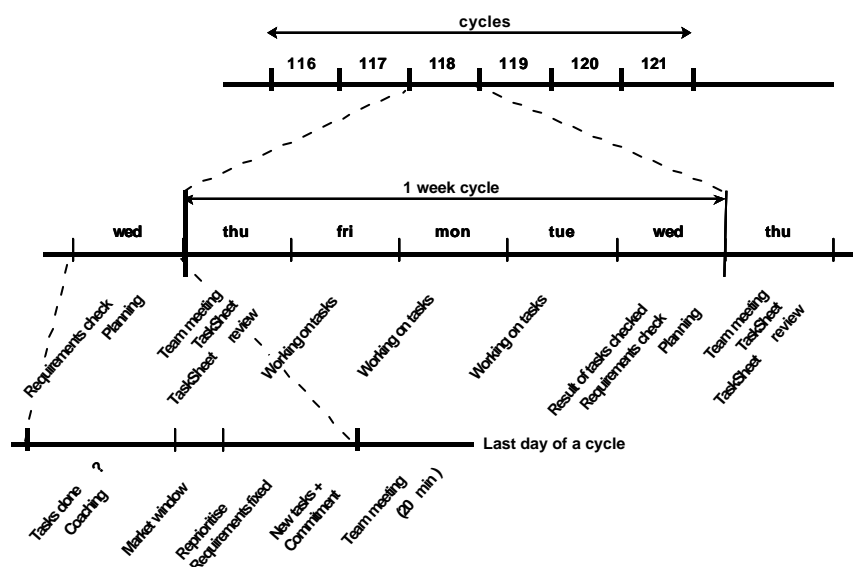 cycles
116 117 118 119 120 121
1 week cycle
wed thu fri mon tue wed thu
Requirements check
Planning
Team meeting
TaskSheet
TaskSheet review
Working on tasks
Working on tasks
Working on tasks
Result of tasks checked
Requirements check
Planning
Team meeting
TaskSheet
TaskSheet review
Last day of a cycle
Tasks done ?
Coaching
Market window
Reprioritise
Requirements fixed
New tasks +
Commitment
Team meeting
(20 min)